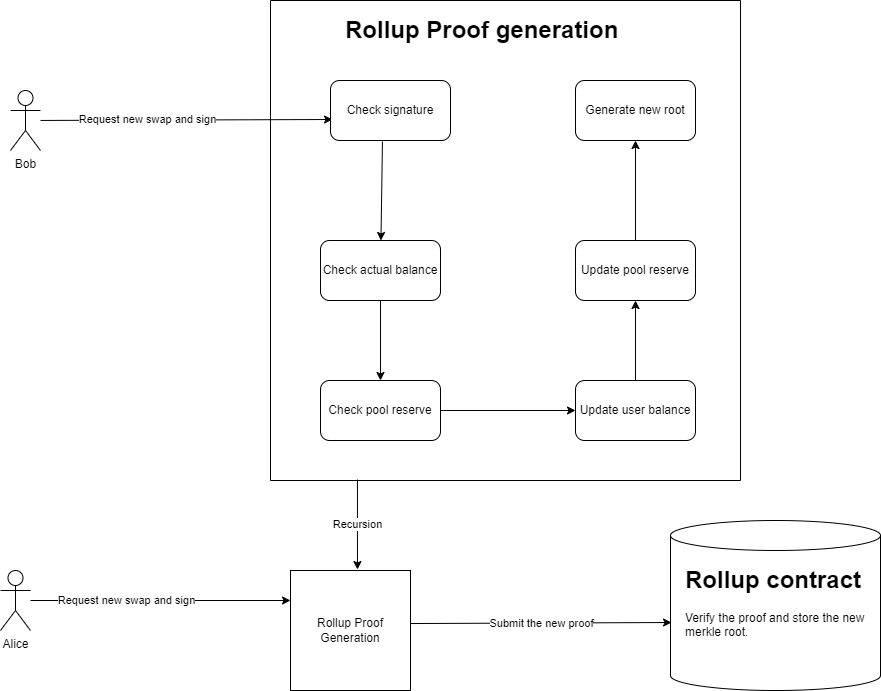 Rollup Proof generation
Check signature
Generate new root
Request new swap and sign
Bob
Check actual balance
Update pool reserve
Check pool reserve
Update user balance
Recursion
Rollup contract
Request new swap and sign
Rollup Proof
Generation
Submit the new proof
Verify the proof and store the new
merkle root.
Alice